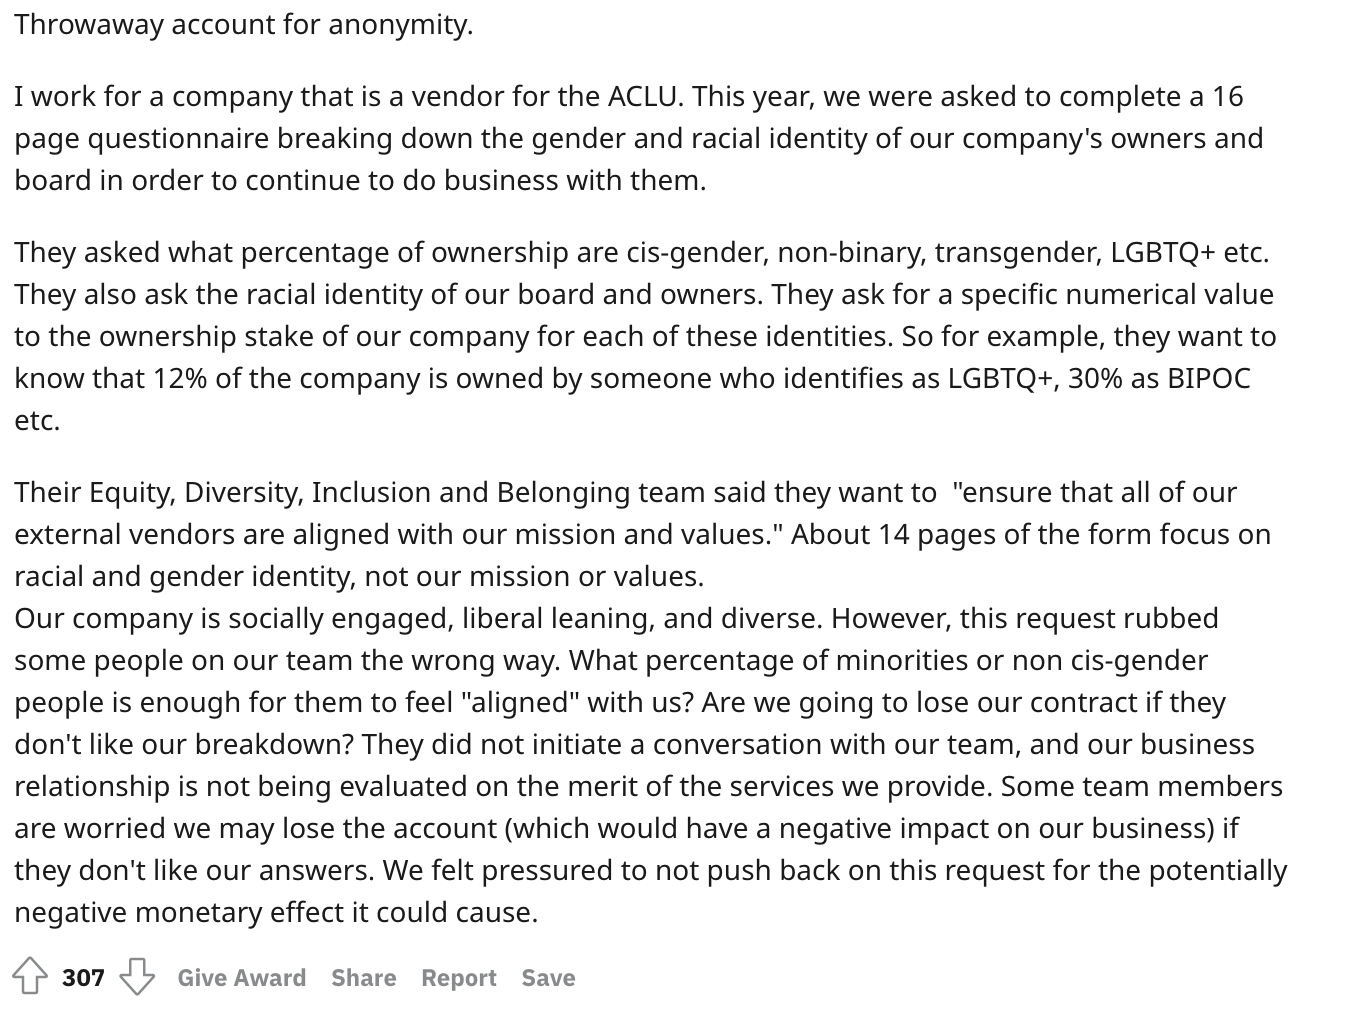 Throwaway account for anonymity.
I work for a company that is a vendor for the ACLU. This year, we were asked to complete a 16
page questionnaire breaking down the gender and racial identity of our company's owners and
board in order to continue to do business with them.
They asked what percentage of ownership are cis-gender, non-binary, transgender, LGBTQ+ etc.
They also ask the racial identity of our board and owners. They ask for a specific numerical value
to the ownership stake of our company for each of these identities. So for example, they want to
know that 12% of the company is owned by someone who identifies as LGBTQ+, 30% as BIPOC
etc.
Their Equity, Diversity, Inclusion and Belonging team said they want to  "ensure that all of our
external vendors are aligned with our mission and values." About 14 pages of the form focus on
racial and gender identity, not our mission or values.
Our company is socially engaged, liberal leaning, and diverse. However, this request rubbed
some people on our team the wrong way. What percentage of minorities or non cis-gender
people is enough for them to feel "aligned" with us? Are we going to lose our contract if they
don't like our breakdown? They did not initiate a conversation with our team, and our business
relationship is not being evaluated on the merit of the services we provide. Some team members
are worried we may lose the account (which would have a negative impact on our business) if
they don't like our answers. We felt pressured to not push back on this request for the potentially
negative monetary effect it could cause.
307 Give Award Share Report Save